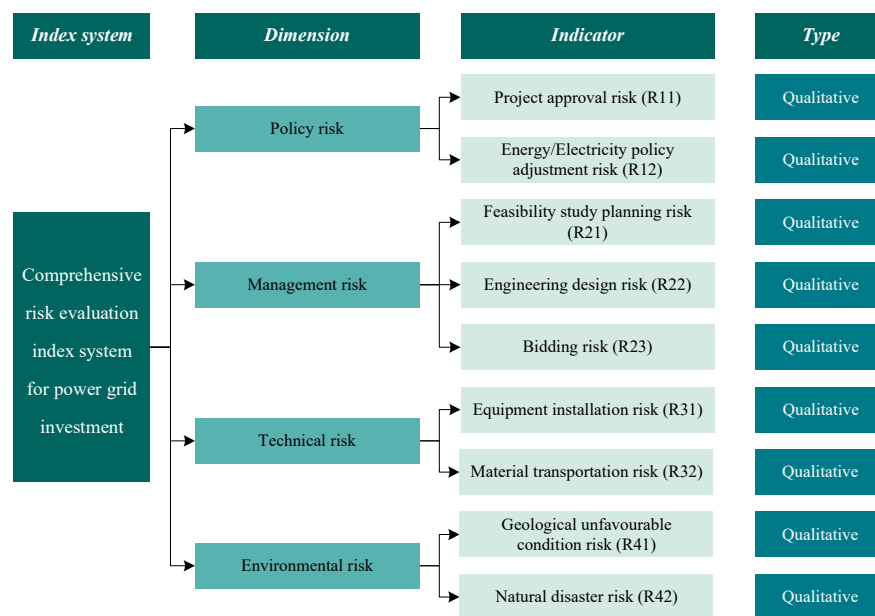 Index system
Dimension
Indicator
Type
Comprehensive
risk evaluation
index system
for power grid
investment
Policy risk
Project approval risk (R11)
Qualitative
Energy/Electricity policy
adjustment risk (R12)
Qualitative
Management risk
Feasibility study planning risk
(R21)
Qualitative
Engineering design risk (R22)
Qualitative
Bidding risk (R23)
Qualitative
Technical risk
Equipment installation risk (R31)
Qualitative
Material transportation risk (R32)
Qualitative
Environmental risk
Geological unfavourable
condition risk (R41)
Qualitative
Natural disaster risk (R42)
Qualitative